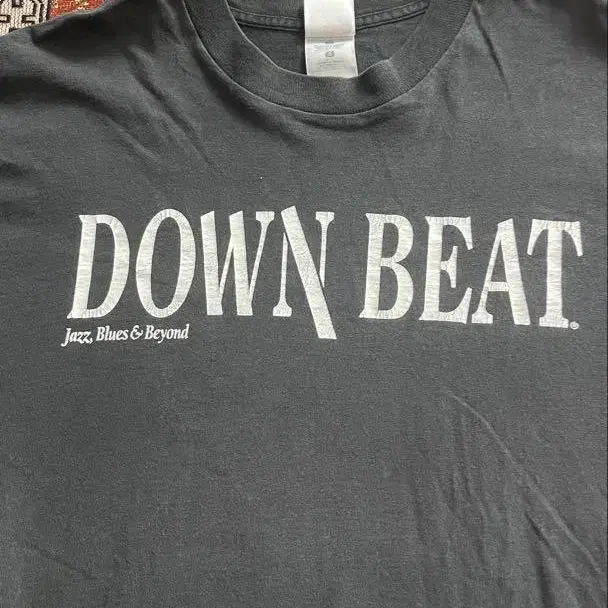 DOWN BEAT®
Jazz, Blues & Beyond